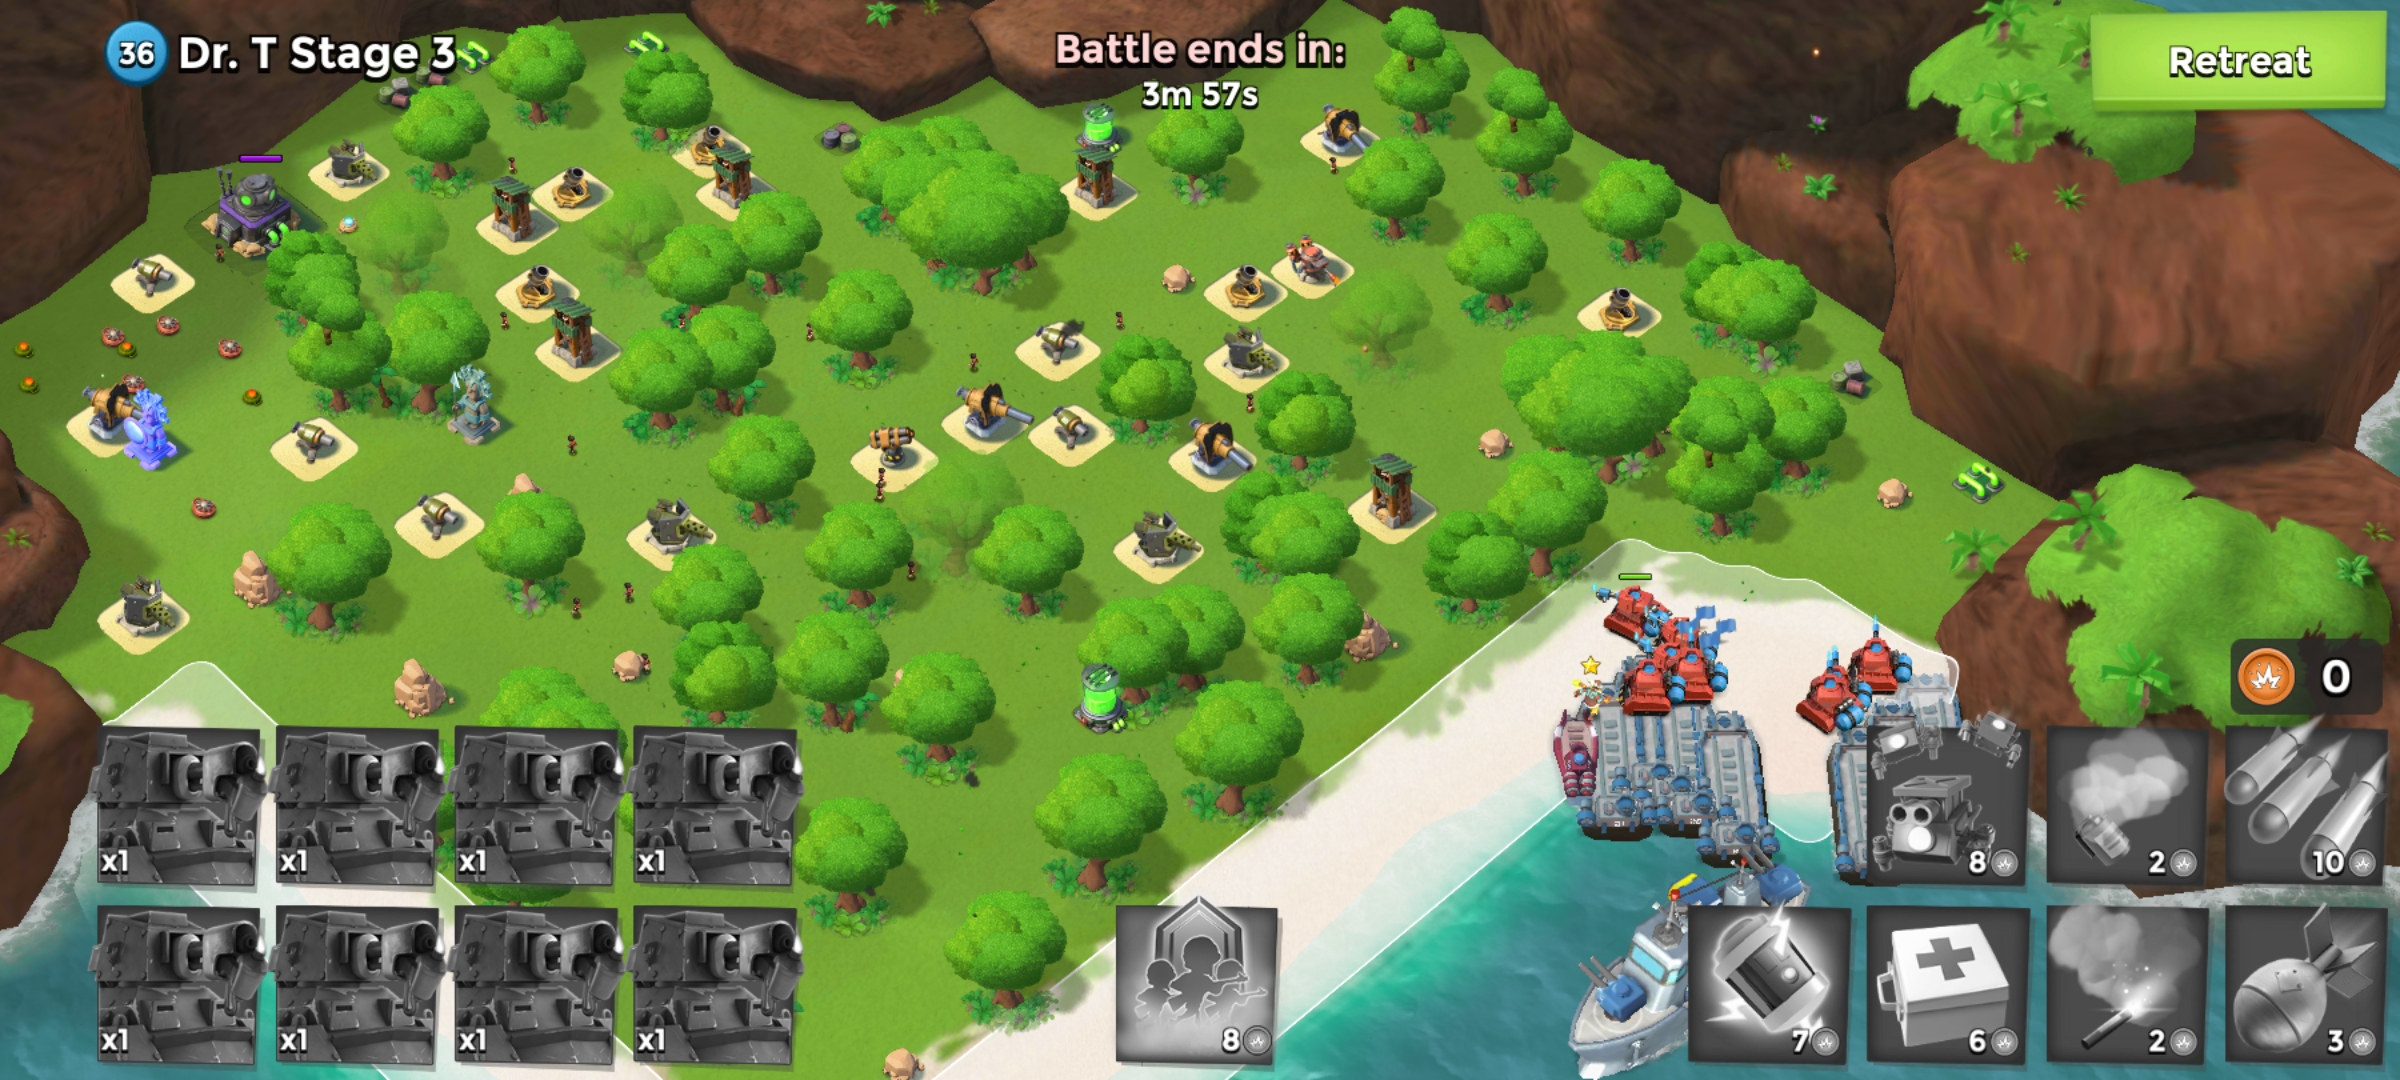 36 Dr. T Stage 3
Battle ends in:
3m 57s
Retreat
0
x1 x1 x1 x1
8 2 10
x1 x1 x1 x1
8 7 6 2 3